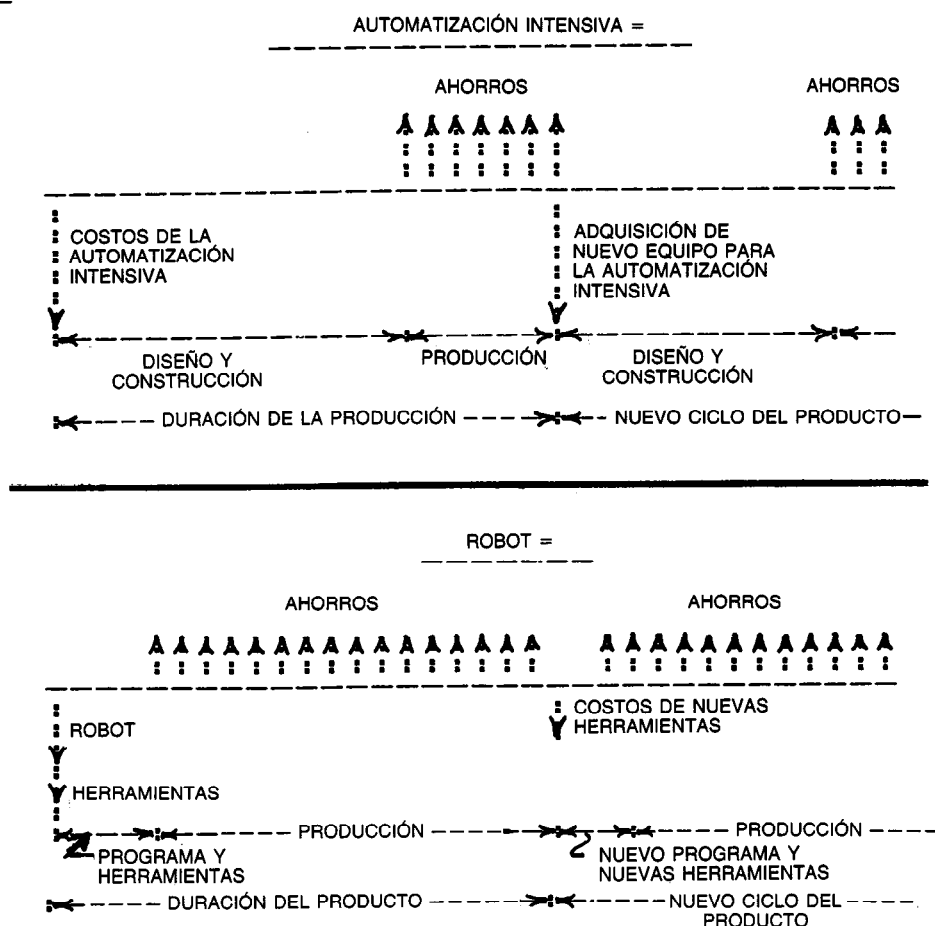 AUTOMATIZACIÓN INTENSIVA =
AHORROS
AHORROS
COSTOS DE LA
AUTOMATIZACIÓN
INTENSIVA
ADQUISICIÓN DE
NUEVO EQUIPO PARA
LA AUTOMATIZACIÓN
INTENSIVA
DISEÑO Y
CONSTRUCCIÓN
PRODUCCIÓN
DISEÑO Y
CONSTRUCCIÓN
DURACIÓN DE LA PRODUCCIÓN
NUEVO CICLO DEL PRODUCTO
ROBOT =
AHORROS
AHORROS
ROBOT
HERRAMIENTAS
COSTOS DE NUEVAS
HERRAMIENTAS
PRODUCCIÓN
PRODUCCIÓN
PROGRAMA Y
HERRAMIENTAS
NUEVO PROGRAMA Y
NUEVAS HERRAMIENTAS
DURACIÓN DEL PRODUCTO
NUEVO CICLO DEL
PRODUCTO